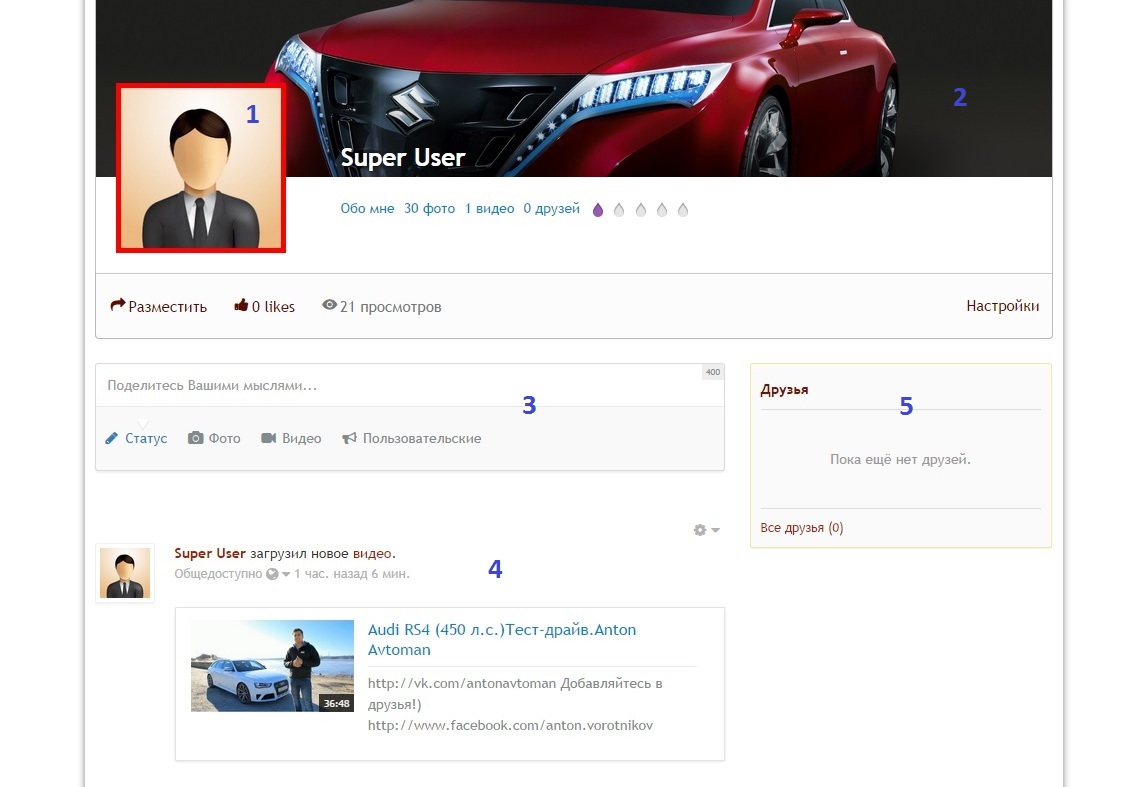 1
2
Super User
Обо мне 30 фото 1 видео 0 друзей
Разместить 0 likes 21 просмотров Настройки
Поделитесь Вашими мыслями... 400
3
Статус Фото Видео Пользовательские
Друзья
5
Пока ещё нет друзей.
Все друзья (0)
Super User загрузил новое видео.
Общедоступно 1 час. назад 6 мин.
4
36:48
Audi RS4 (450 л.с.)Тест-драйв.Anton
Avtoman
http://vk.com/antonavtoman Добавляйтесь в
друзья!)
http://www.facebook.com/anton.vorotnikov